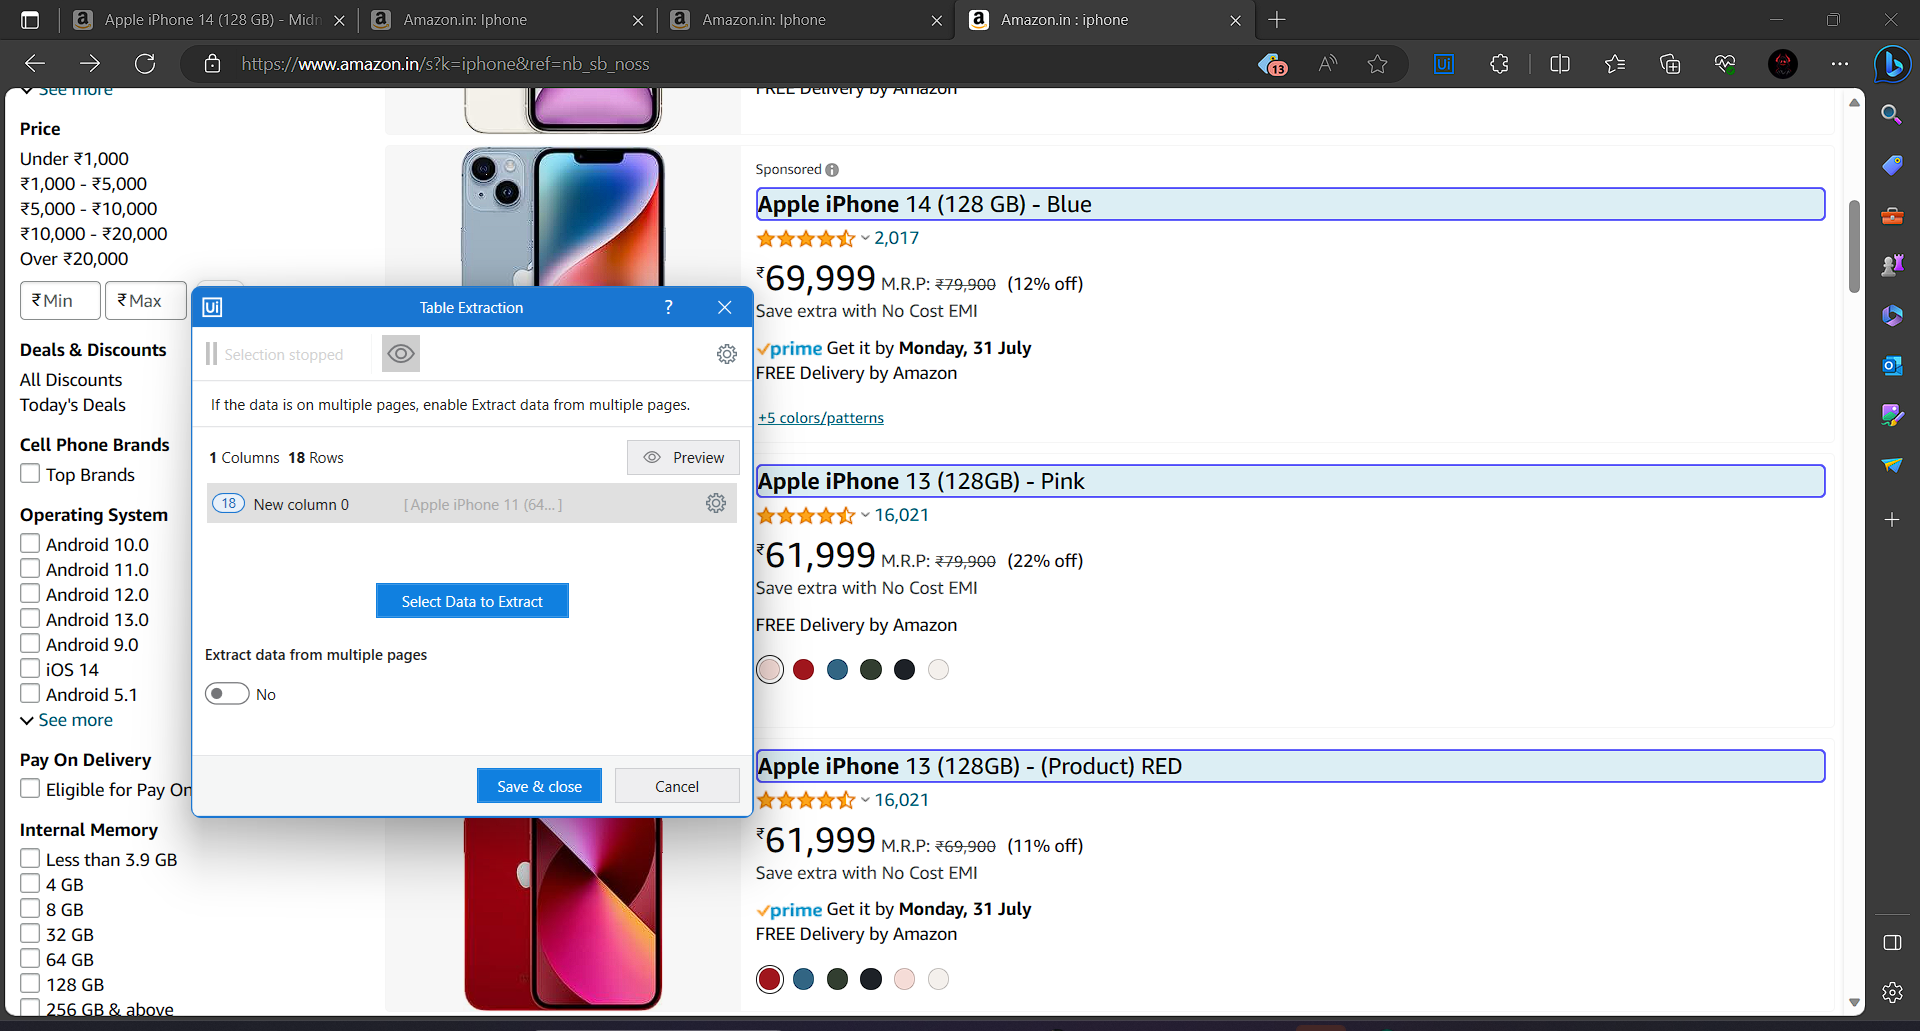 Apple iPhone 14 (128 GB) - Midn
Amazon.in: Iphone
Amazon.in: Iphone
Amazon.in : iphone
https://www.amazon.in/s?k=iphone&ref=nb_sb_noss
13
Ui
See more
Price
Under ₹1,000
₹1,000 - ₹5,000
₹5,000 - ₹10,000
₹10,000 - ₹20,000
Over ₹20,000
₹ Min
₹ Max
Deals & Discounts
All Discounts
Today's Deals
Cell Phone Brands
Top Brands
Operating System
Android 10.0
Android 11.0
Android 12.0
Android 13.0
Android 9.0
iOS 14
Android 5.1
See more
Pay On Delivery
Eligible for Pay On
Internal Memory
Less than 3.9 GB
4 GB
8 GB
32 GB
64 GB
128 GB
256 GB & above
Ui
Table Extraction
?
Selection stopped
If the data is on multiple pages, enable Extract data from multiple pages.
1 Columns 18 Rows
Preview
18 New column 0 [ Apple iPhone 11 (64... ]
Select Data to Extract
Extract data from multiple pages
No
Save & close
Cancel
FREE Delivery by Amazon
Sponsored
Apple iPhone 14 (128 GB) - Blue
2,017
₹69,999 M.R.P: ₹79,900 (12% off)
Save extra with No Cost EMI
prime Get it by Monday, 31 July
FREE Delivery by Amazon
+5 colors/patterns
Apple iPhone 13 (128GB) - Pink
16,021
₹61,999 M.R.P: ₹79,900 (22% off)
Save extra with No Cost EMI
FREE Delivery by Amazon
Apple iPhone 13 (128GB) - (Product) RED
16,021
₹61,999 M.R.P: ₹69,900 (11% off)
Save extra with No Cost EMI
prime Get it by Monday, 31 July
FREE Delivery by Amazon